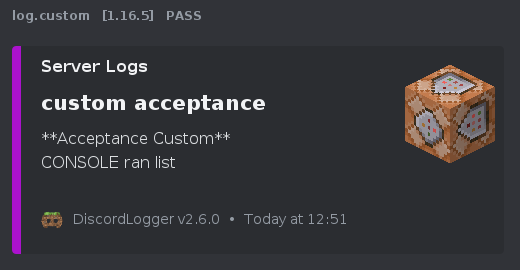 log.custom [1.16.5] PASS
Server Logs
custom acceptance
**Acceptance Custom**
CONSOLE ran list
DiscordLogger v2.6.0 • Today at 12:51